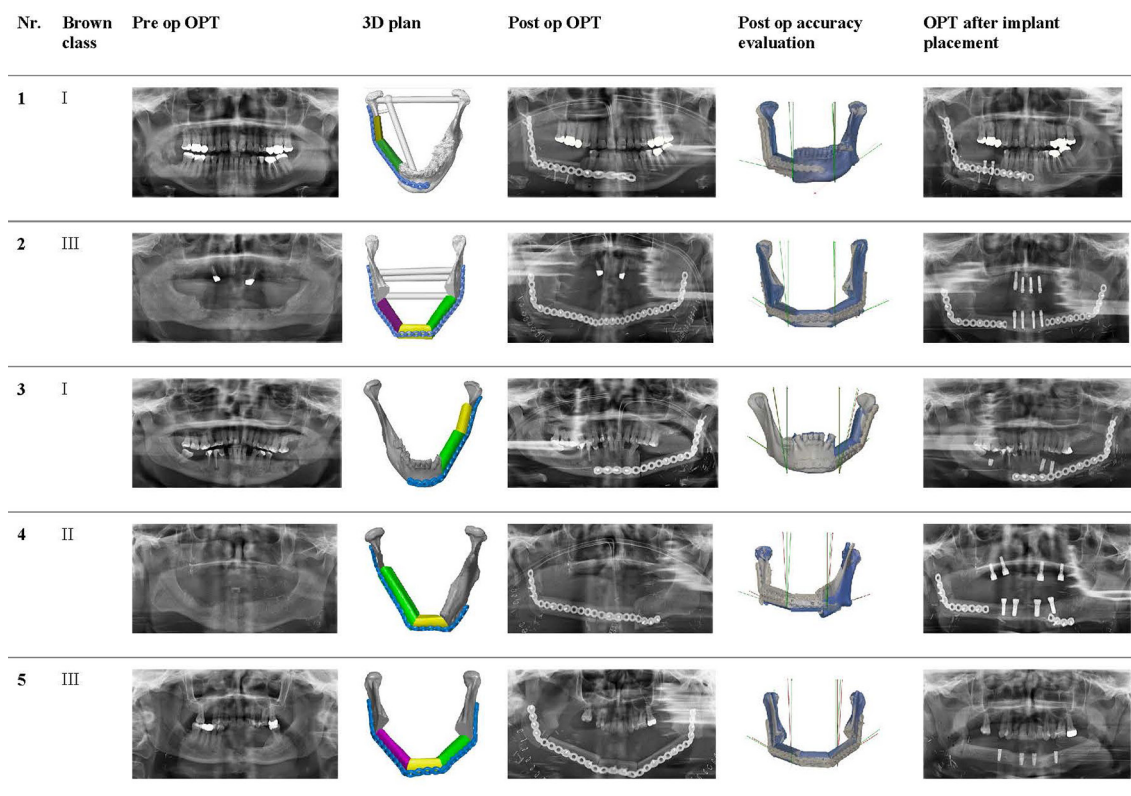 Nr. Brown class Pre op OPT 3D plan Post op OPT Post op accuracy evaluation OPT after implant placement
1 I
2 III
3 I
4 II
5 III